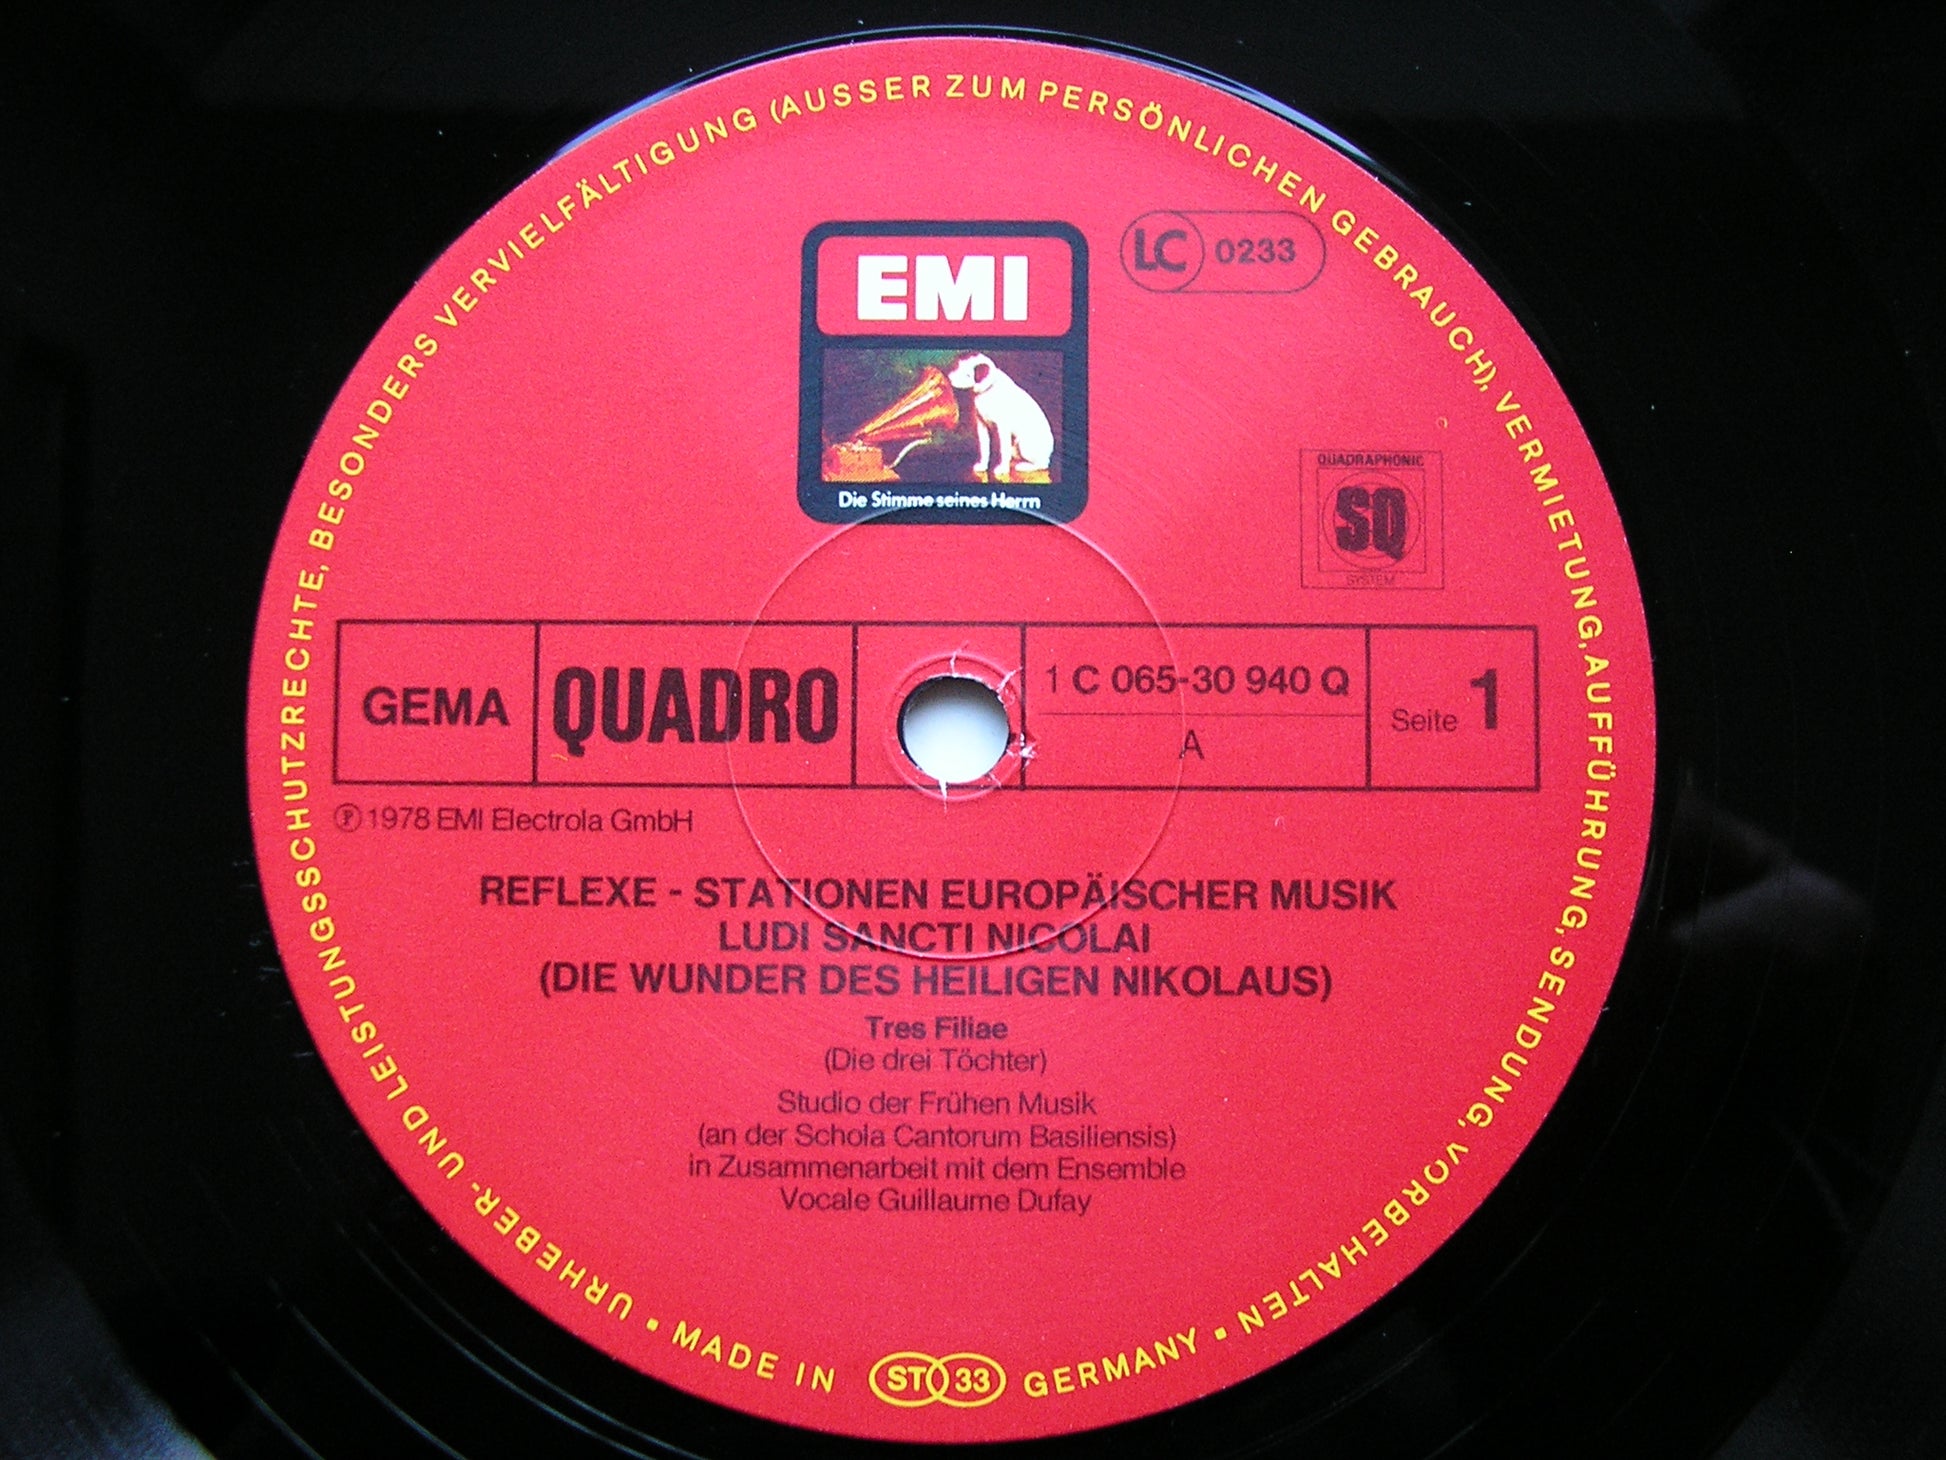 URHEBER- UND LEISTUNGSSCHUTZRECHTE, BESONDERS VERVIELFÄLTIGUNG (AUSSER ZUM PERSÖNLICHEN GEBRAUCH), VERMIETUNG, AUFFÜHRUNG, SENDUNG, VORBEHALTEN
EMI
Die Stimme seines Herrn
LC 0233
QUADRAPHONIC
SQ
SYSTEM
GEMA
QUADRO
1 C 065-30 940 Q
A
Seite 1
℗ 1978 EMI Electrola GmbH
REFLEXE - STATIONEN EUROPÄISCHER MUSIK
LUDI SANCTI NICOLAI
(DIE WUNDER DES HEILIGEN NIKOLAUS)
Tres Filiae
(Die drei Töchter)
Studio der Frühen Musik
(an der Schola Cantorum Basiliensis)
in Zusammenarbeit mit dem Ensemble
Vocale Guillaume Dufay
• MADE IN ST 33 GERMANY •